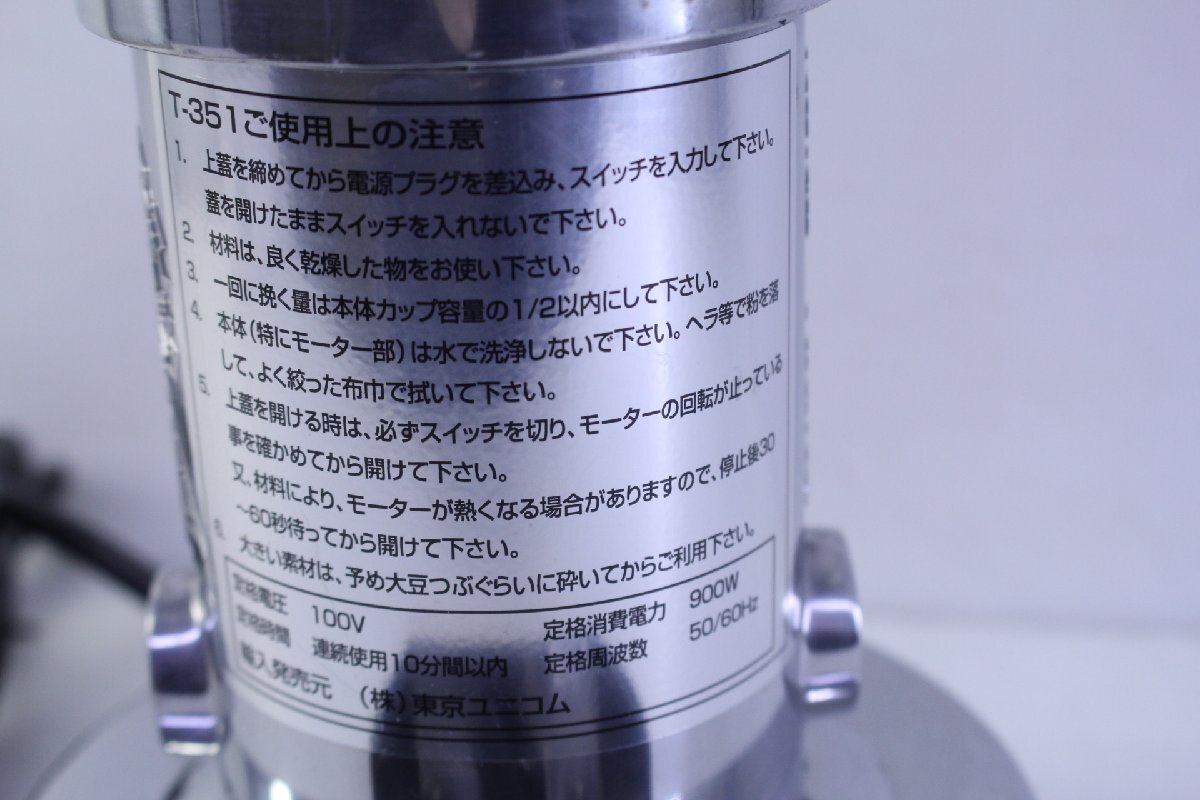 T-351ご使用上の注意
1. 上蓋を締めてから電源プラグを差込み、スイッチを入力して下さい。
蓋を開けたままスイッチを入れないで下さい。
2. 材料は、良く乾燥した物をお使い下さい。
3. 一回に挽く量は本体カップ容量の1/2以内にして下さい。
4. 本体(特にモーター部)は水で洗浄しないで下さい。ヘラ等で粉を落
して、よく絞った布巾で拭いて下さい。
5. 上蓋を開ける時は、必ずスイッチを切り、モーターの回転が止っている
事を確かめてから開けて下さい。
又、材料により、モーターが熱くなる場合がありますので、停止後30
～60秒待ってから開けて下さい。
6. 大きい素材は、予め大豆つぶぐらいに砕いてからご利用下さい。
定格電圧 100V 定格消費電力 900W
定格時間 連続使用10分間以内 定格周波数 50/60Hz
輸入発売元 (株)東京ユニコム